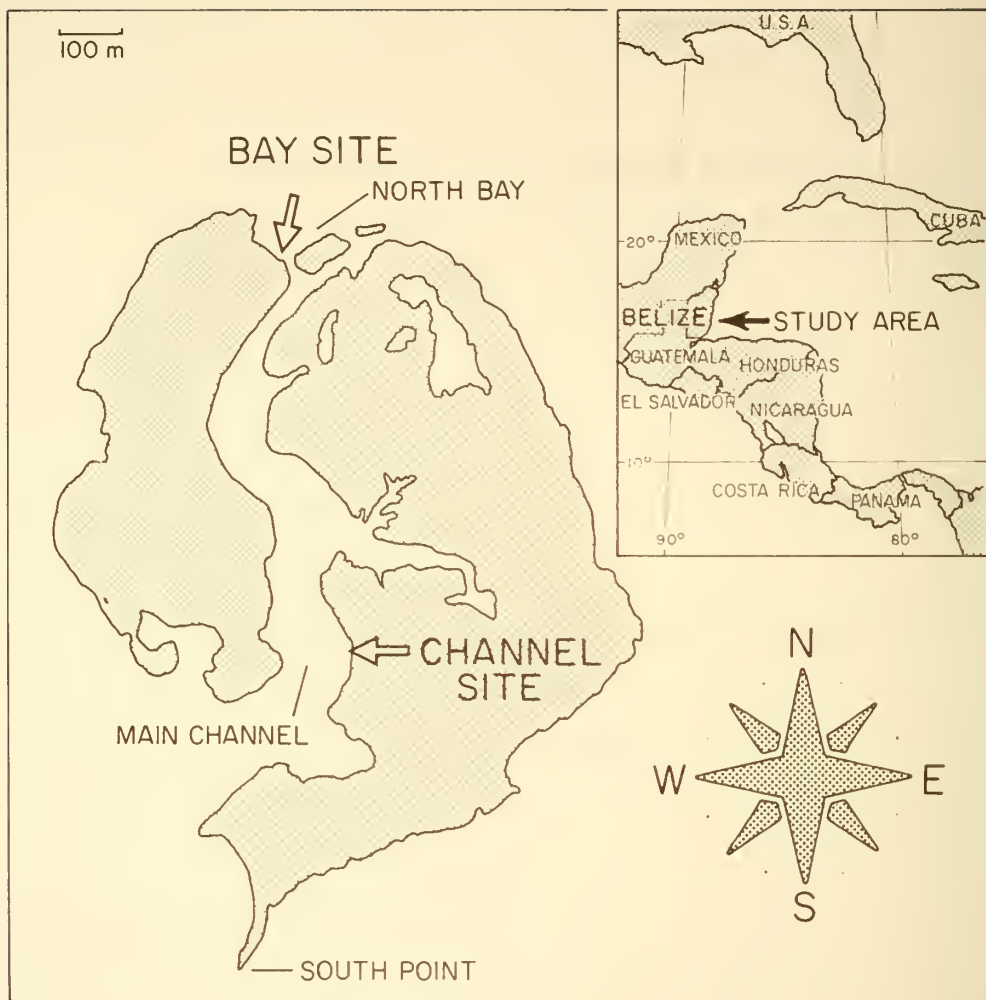 100 m
BAY SITE
NORTH BAY
CHANNEL
SITE
MAIN CHANNEL
SOUTH POINT
U.S.A.
CUBA
20°
MEXICO
BELIZE
STUDY AREA
GUATEMALA
HONDURAS
EL SALVADOR
NICARAGUA
10°
COSTA RICA
PANAMA
90°
80°
N
W
E
S